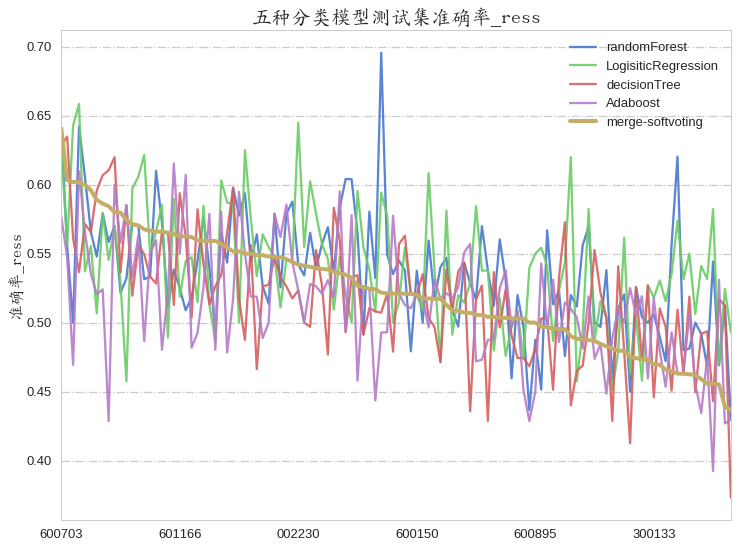 五种分类模型测试集准确率_ress
0.70
0.65
0.60
0.55
0.50
0.45
0.40
准确率_ress
randomForest
LogisiticRegression
decisionTree
Adaboost
merge-softvoting
600703 601166 002230 600150 600895 300133